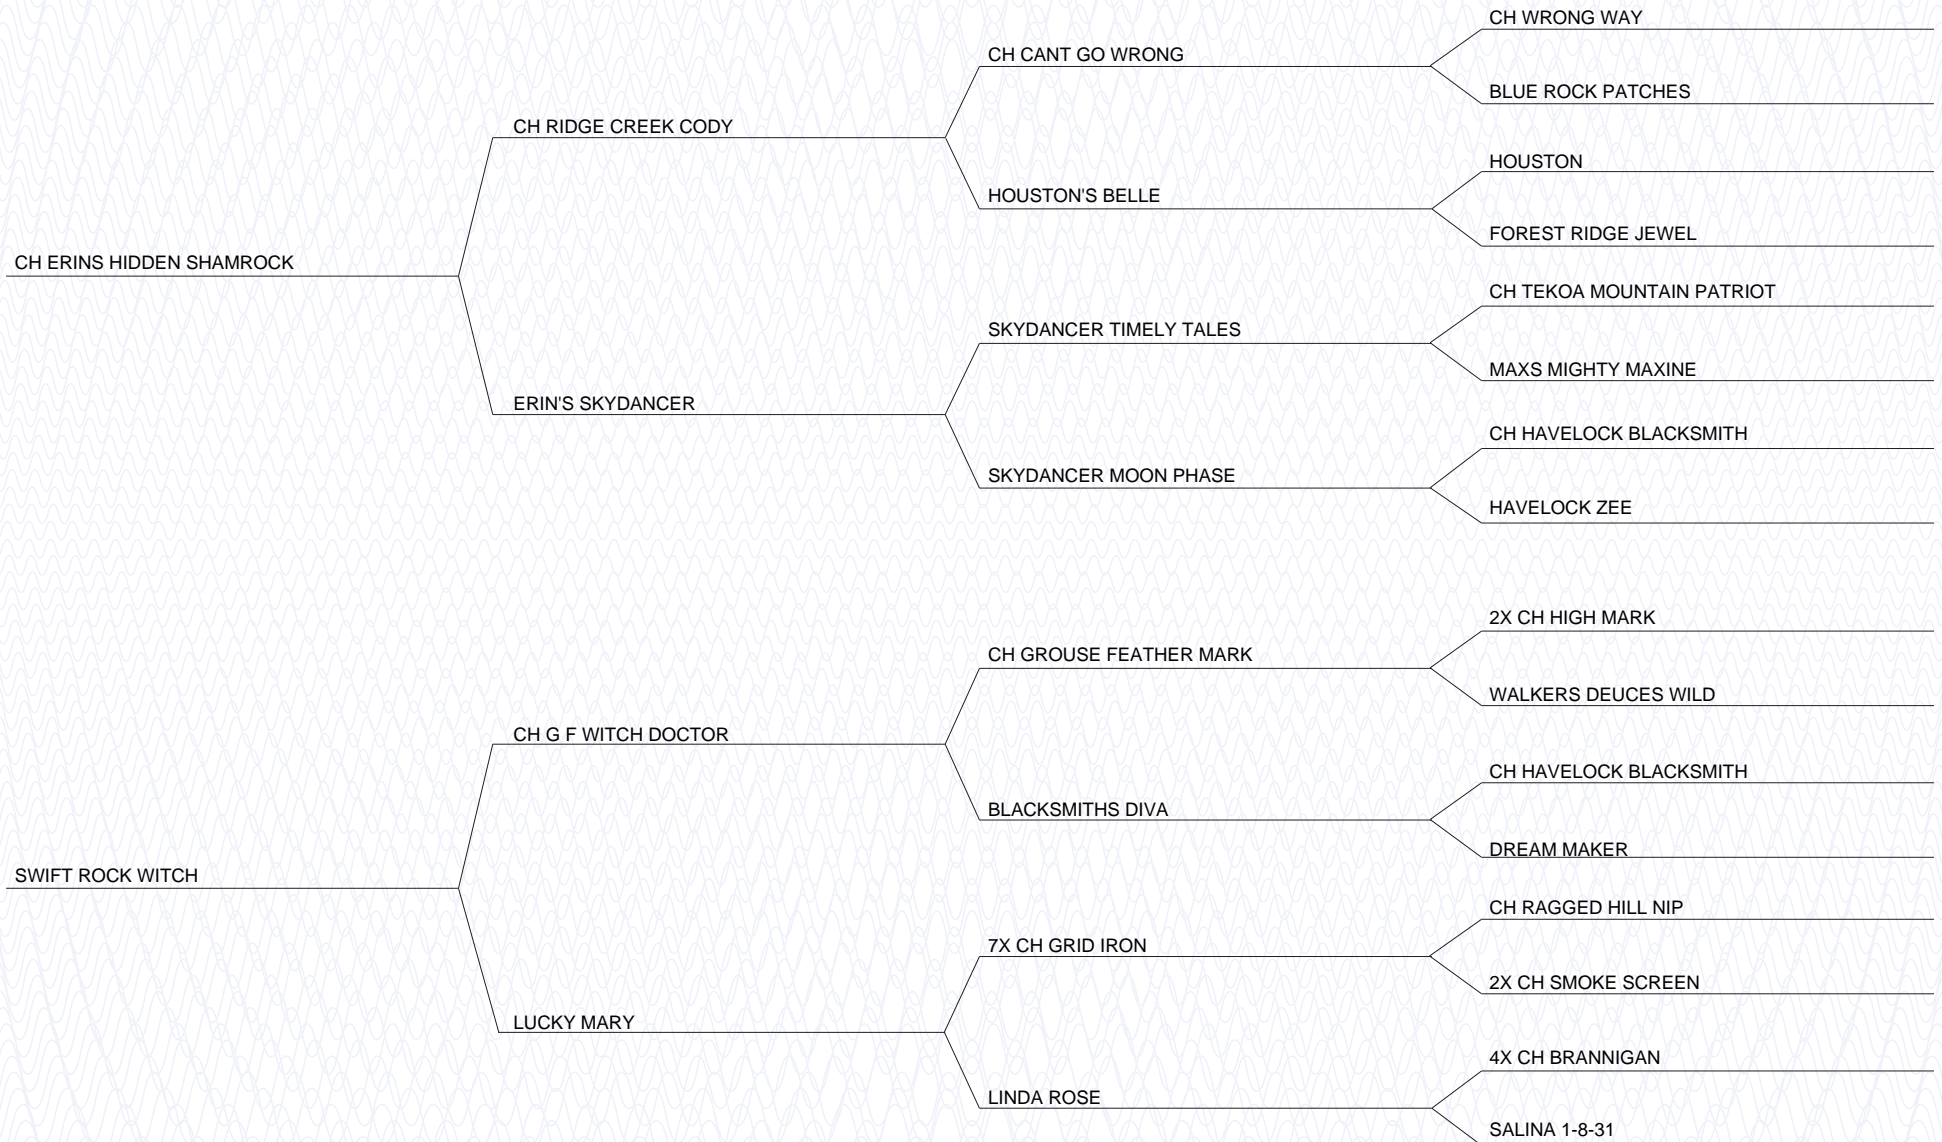 CH WRONG WAY
CH CANT GO WRONG
BLUE ROCK PATCHES
CH RIDGE CREEK CODY
HOUSTON
HOUSTON'S BELLE
FOREST RIDGE JEWEL
CH ERINS HIDDEN SHAMROCK
CH TEKOA MOUNTAIN PATRIOT
SKYDANCER TIMELY TALES
MAXS MIGHTY MAXINE
ERIN'S SKYDANCER
CH HAVELOCK BLACKSMITH
SKYDANCER MOON PHASE
HAVELOCK ZEE
2X CH HIGH MARK
CH GROUSE FEATHER MARK
WALKERS DEUCES WILD
CH G F WITCH DOCTOR
CH HAVELOCK BLACKSMITH
BLACKSMITHS DIVA
DREAM MAKER
SWIFT ROCK WITCH
CH RAGGED HILL NIP
7X CH GRID IRON
2X CH SMOKE SCREEN
LUCKY MARY
4X CH BRANNIGAN
LINDA ROSE
SALINA 1-8-31